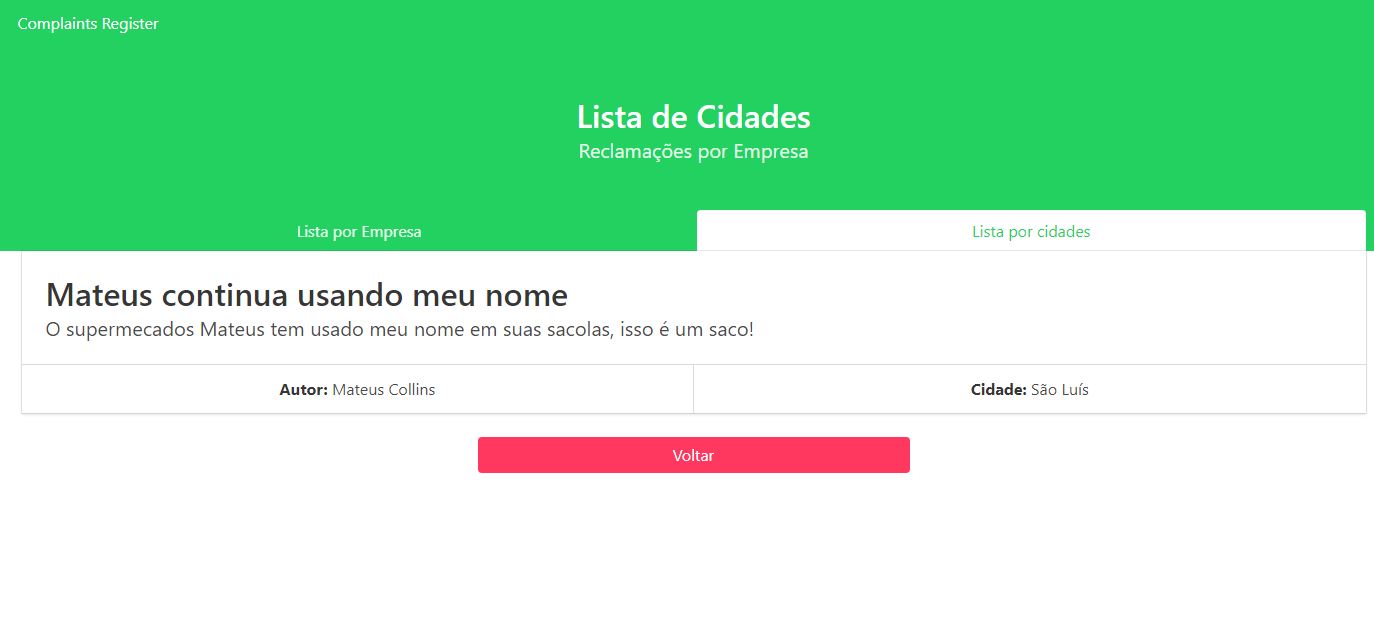 Complaints Register
Lista de Cidades
Reclamações por Empresa
Lista por Empresa
Lista por cidades
Mateus continua usando meu nome
O supermecados Mateus tem usado meu nome em suas sacolas, isso é um saco!
Autor: Mateus Collins
Cidade: São Luís
Voltar